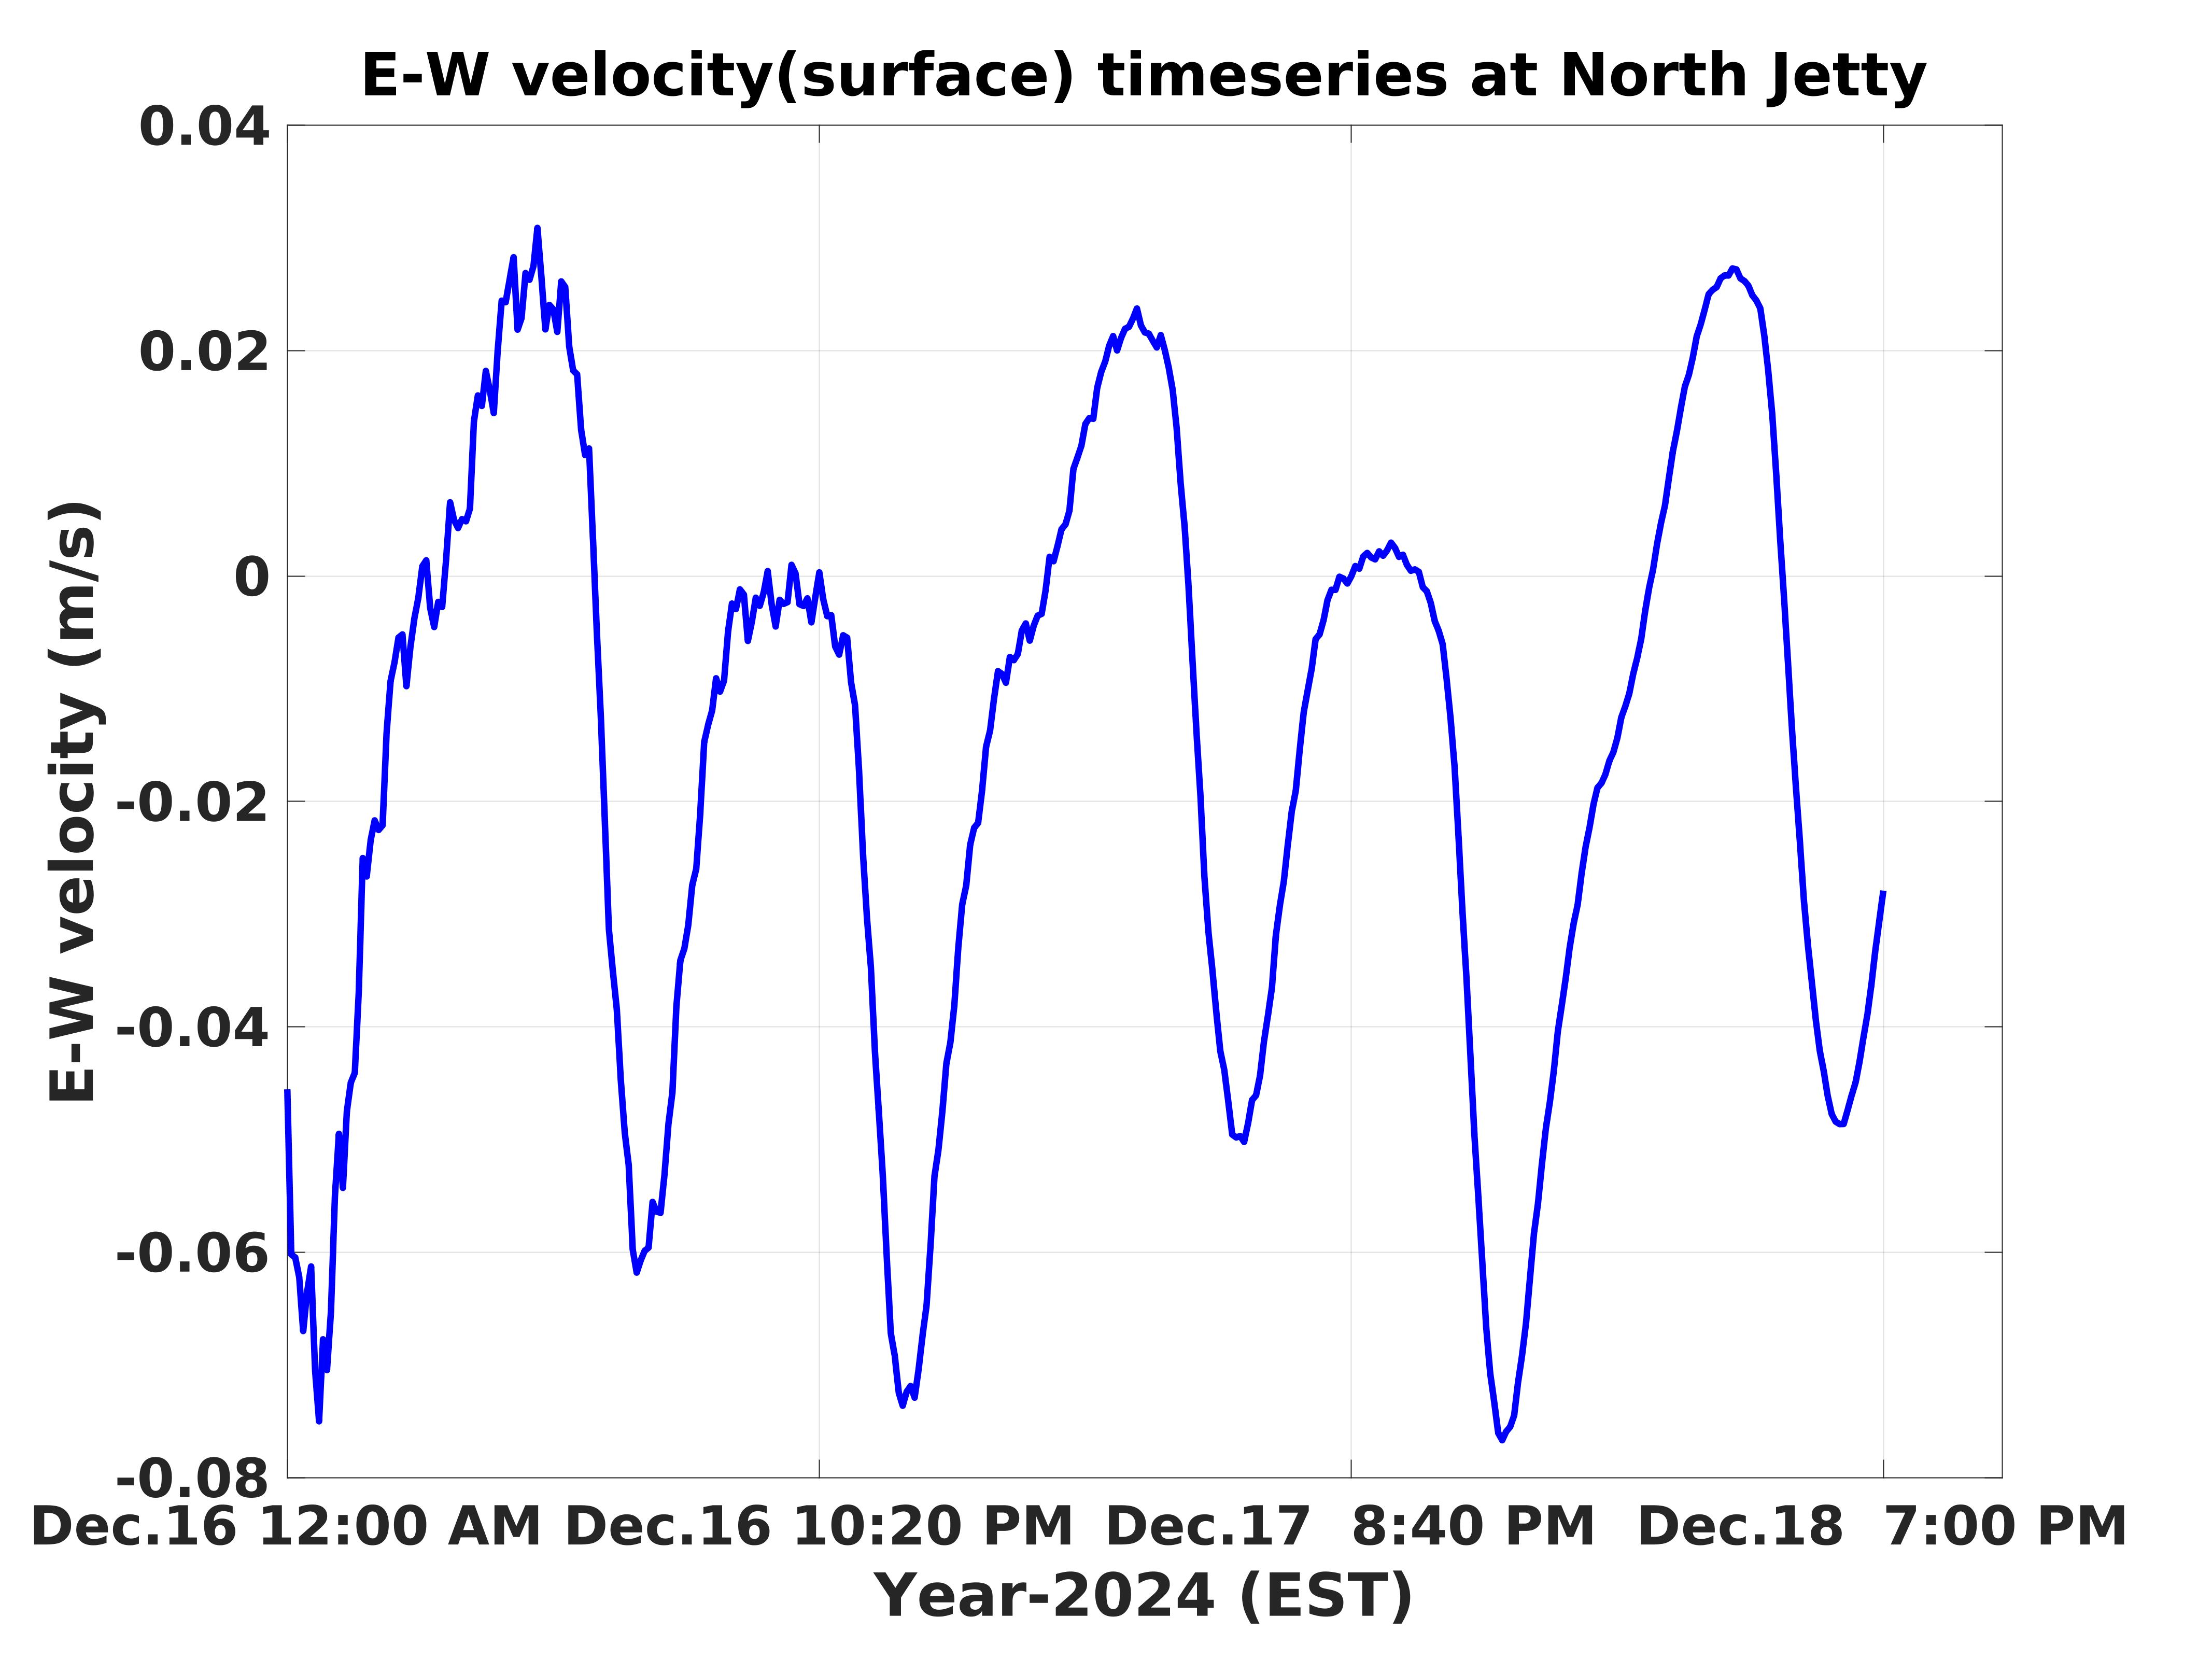 E-W velocity(surface) timeseries at North Jetty
0.04
0.02
0
-0.02
-0.04
-0.06
-0.08
E-W velocity (m/s)
Dec.16 12:00 AM Dec.16 10:20 PM Dec.17 8:40 PM Dec.18 7:00 PM
Year-2024 (EST)